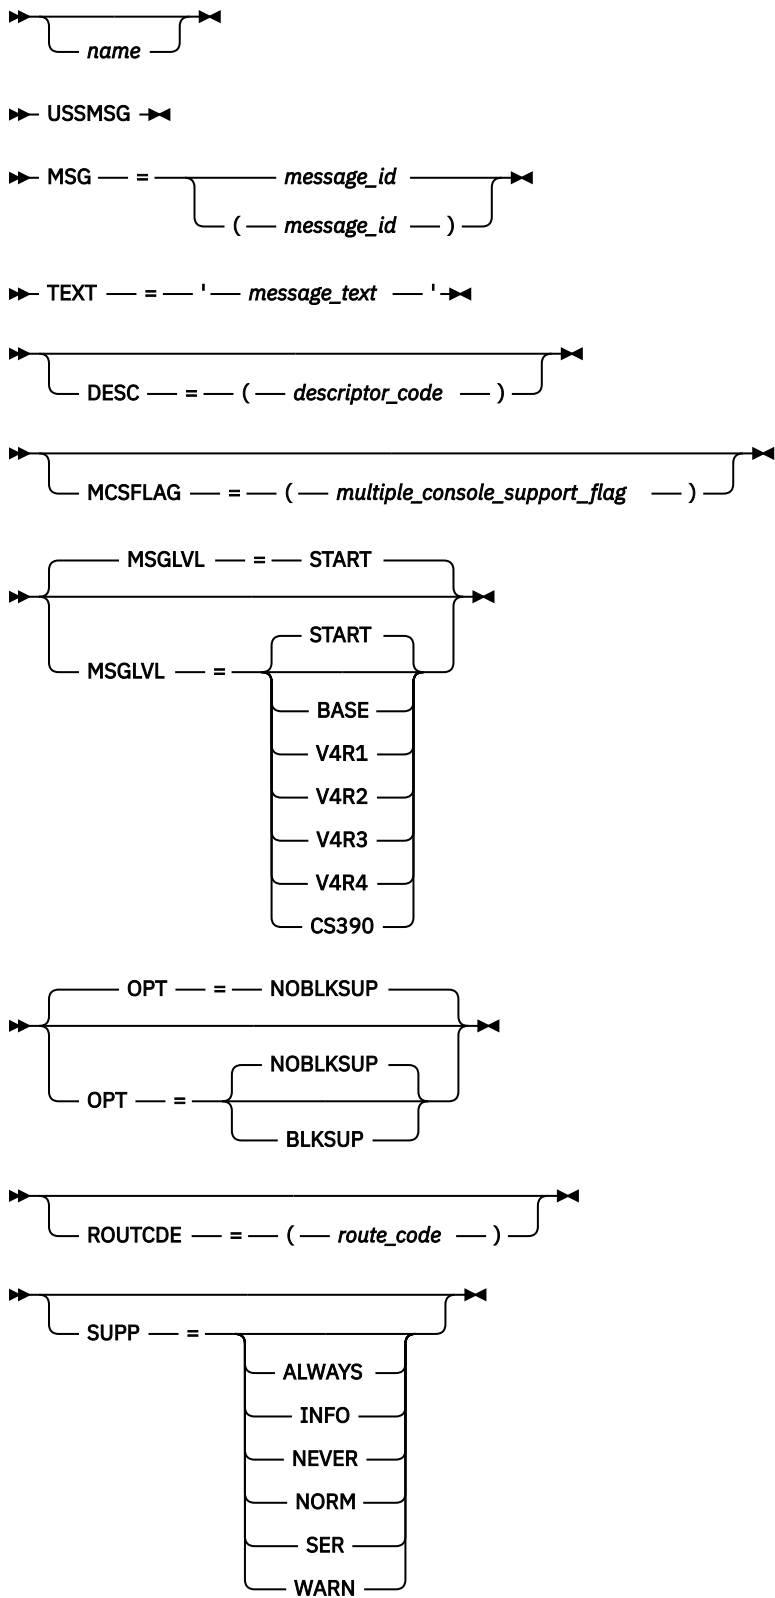 name
USSMSG
MSG = message_id
( message_id )
TEXT = ' message_text '
DESC = ( descriptor_code )
MCSFLAG = ( multiple_console_support_flag )
MSGLVL = START
START
MSGLVL =
BASE
V4R1
V4R2
V4R3
V4R4
CS390
OPT = NOBLKSUP
NOBLKSUP
OPT =
BLKSUP
ROUTCDE = ( route_code )
SUPP =
ALWAYS
INFO
NEVER
NORM
SER
WARN